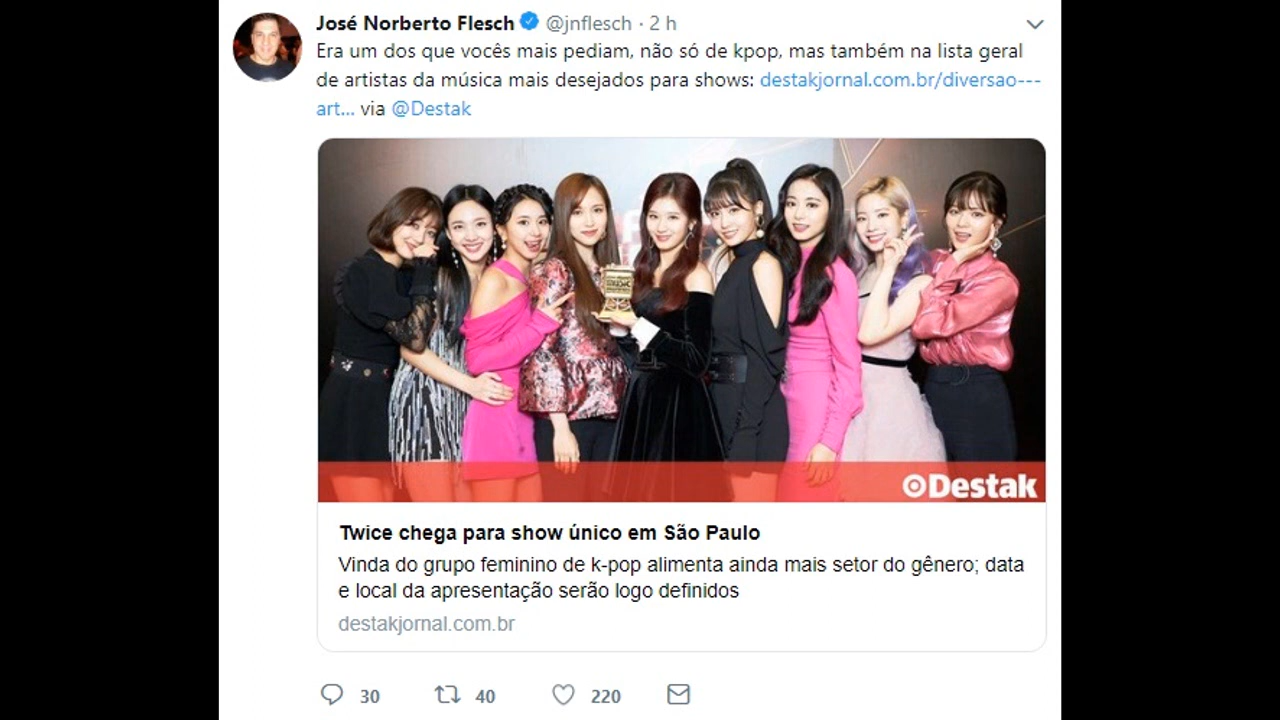 José Norberto Flesch @jnflesch · 2 h
Era um dos que vocês mais pediam, não só de kpop, mas também na lista geral
de artistas da música mais desejados para shows: destakjornal.com.br/diversao---
art... via @Destak
Destak
Twice chega para show único em São Paulo
Vinda do grupo feminino de k-pop alimenta ainda mais setor do gênero; data
e local da apresentação serão logo definidos
destakjornal.com.br
30 40 220